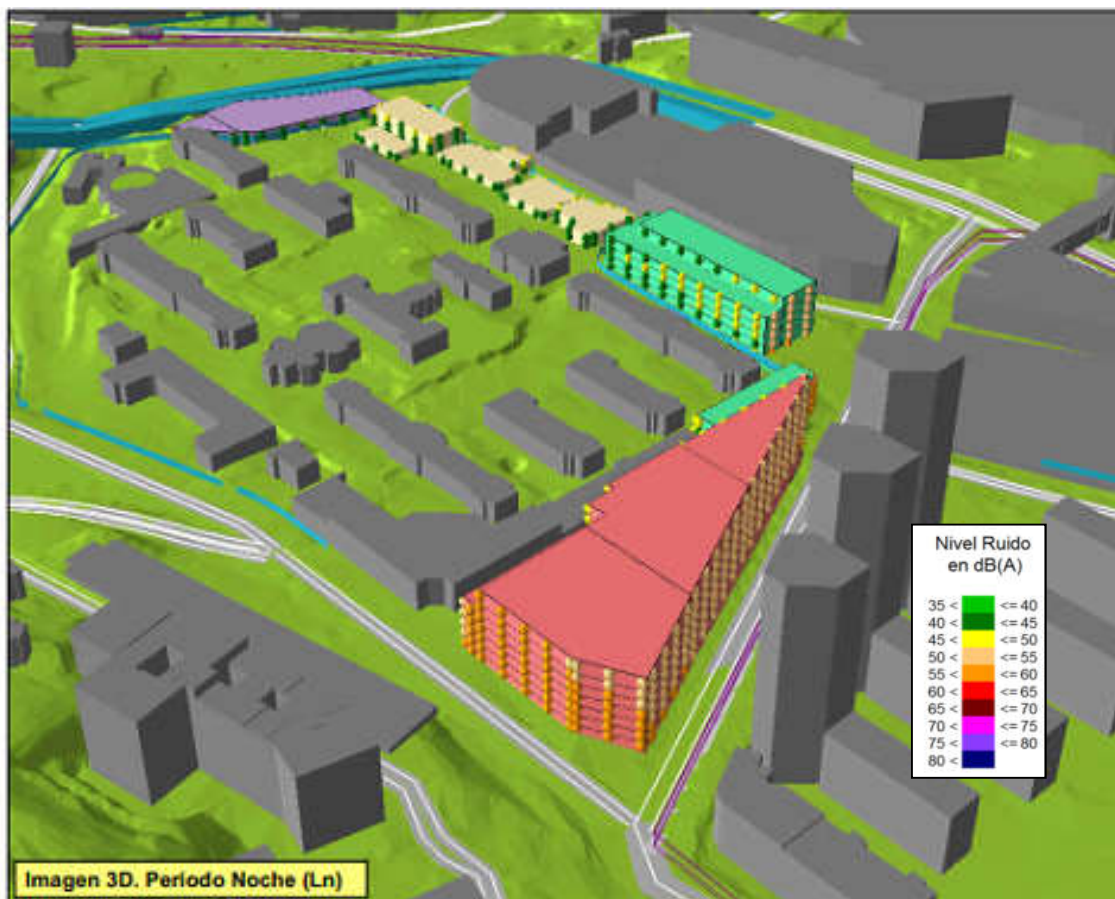 Nivel Ruido
en dB(A)
35 < <= 40
40 < <= 45
45 < <= 50
50 < <= 55
55 < <= 60
60 < <= 65
65 < <= 70
70 < <= 75
75 < <= 80
80 <
Imagen 3D. Periodo Noche (Ln)